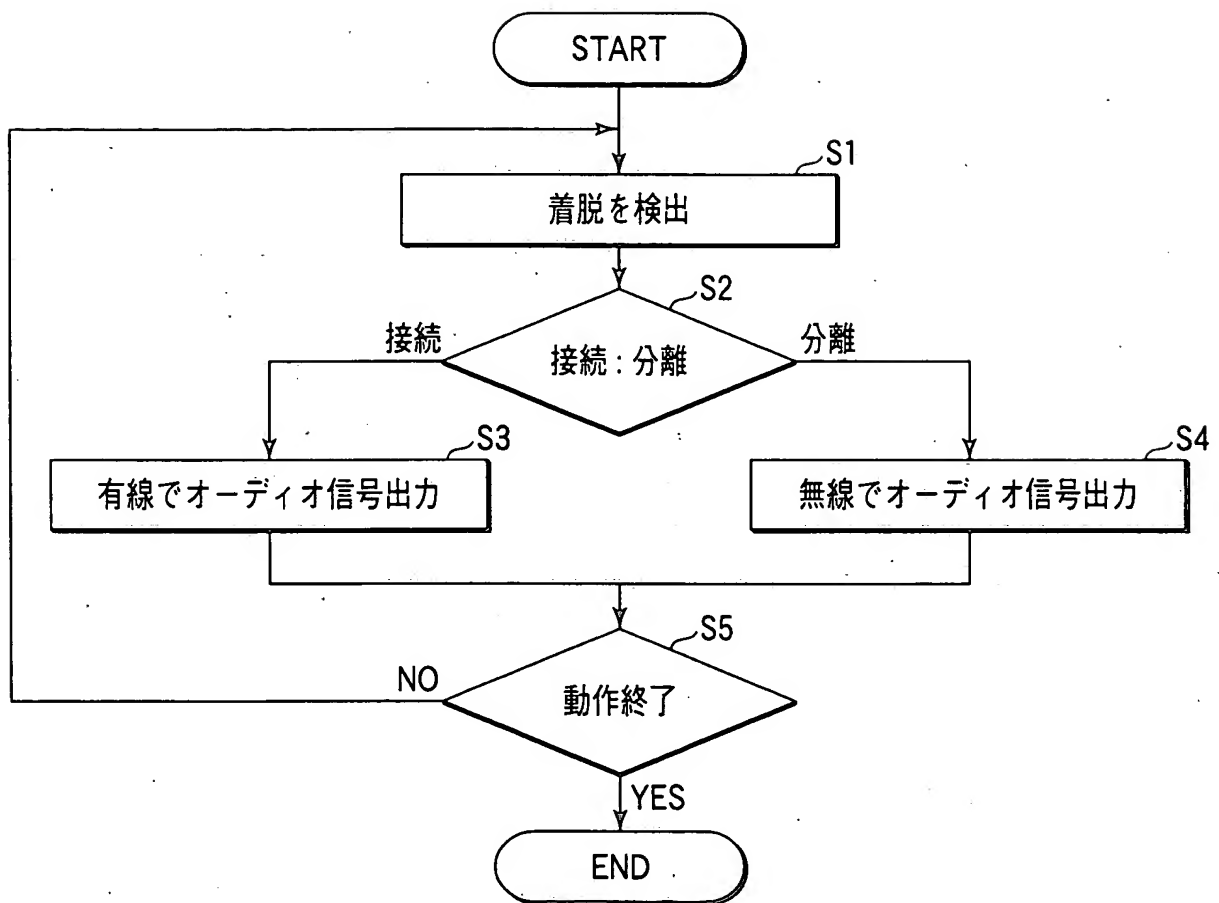 START
S1
着脱を検出
S2
接続
接続:分離
分離
S3
有線でオーディオ信号出力
S4
無線でオーディオ信号出力
S5
NO
動作終了
YES
END